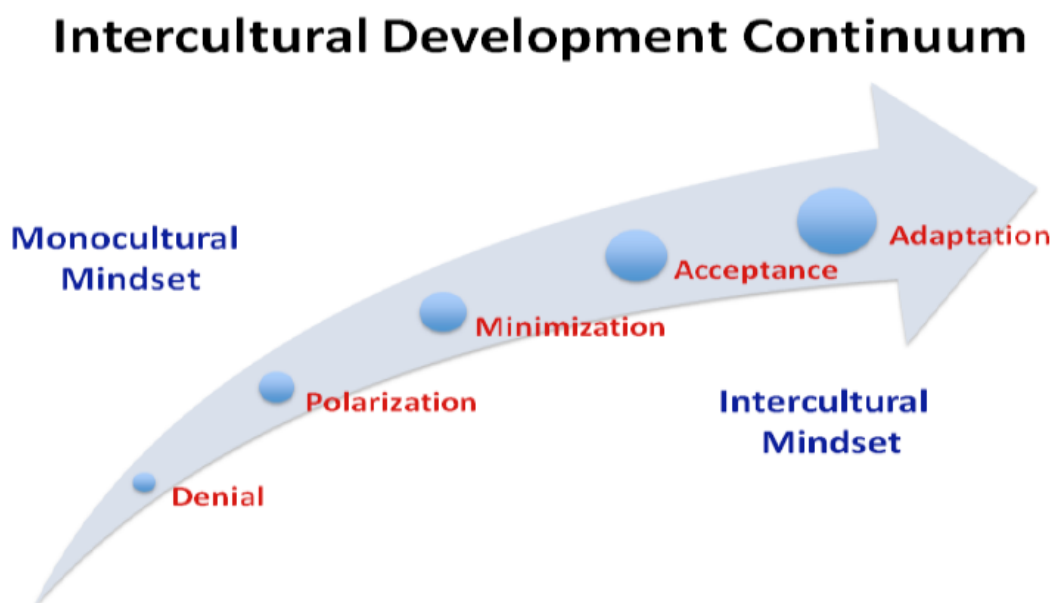 Intercultural Development Continuum
Monocultural
Mindset
Adaptation
Acceptance
Minimization
Polarization
Intercultural
Mindset
Denial